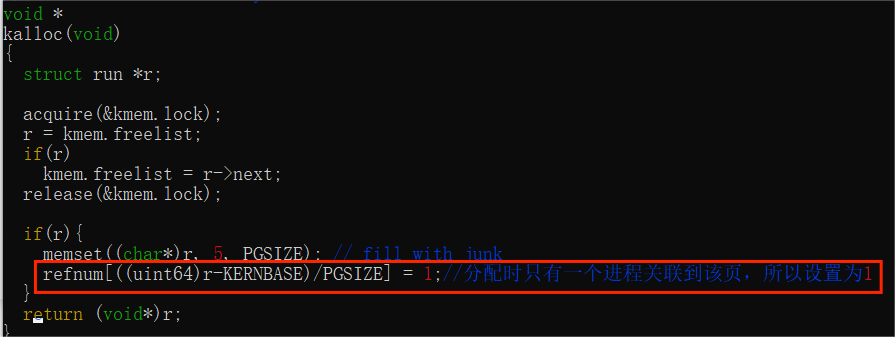 void *
kalloc(void)
{
  struct run *r;

  acquire(&kmem.lock);
  r = kmem.freelist;
  if(r)
    kmem.freelist = r->next;
  release(&kmem.lock);

  if(r){
    memset((char*)r, 5, PGSIZE); // fill with junk
    refnum[((uint64)r-KERNBASE)/PGSIZE] = 1;//分配时只有一个进程关联到该页，所以设置为1
  }
  return (void*)r;
}